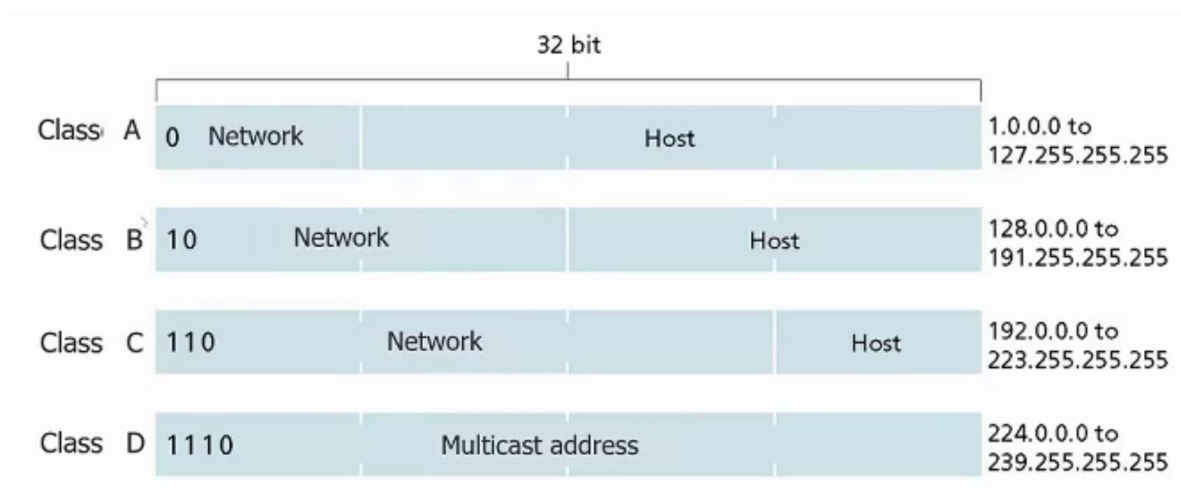 32 bit
Class A
0 Network
Host
1.0.0.0 to
127.255.255.255
Class B
10 Network
Host
128.0.0.0 to
191.255.255.255
Class C
110 Network
Host
192.0.0.0 to
223.255.255.255
Class D
1110 Multicast address
224.0.0.0 to
239.255.255.255